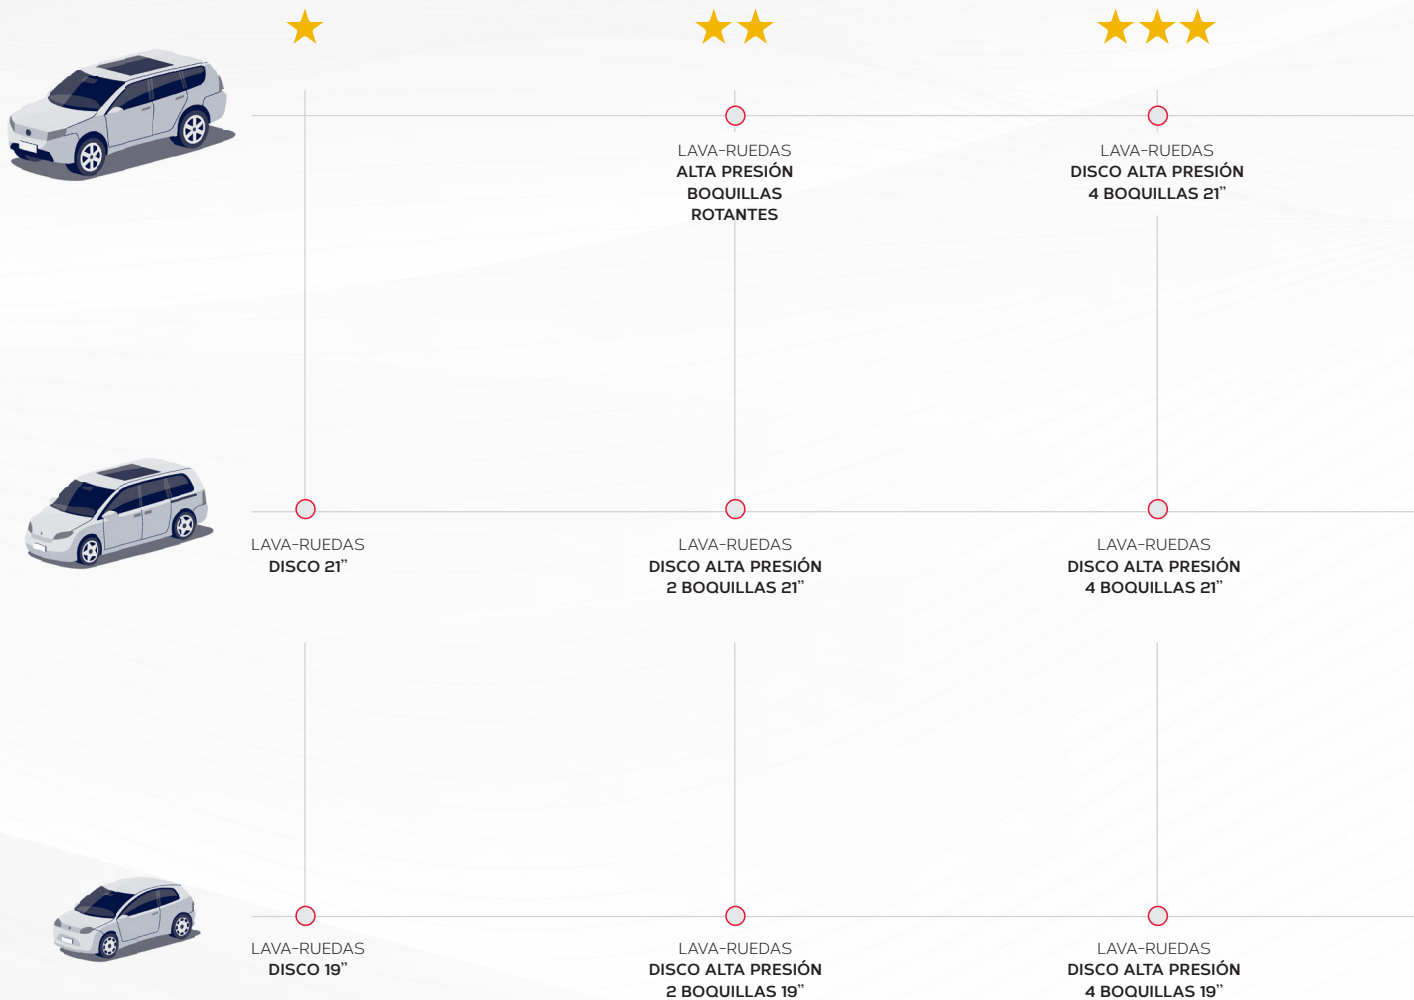 LAVA-RUEDAS
ALTA PRESIÓN
BOQUILLAS
ROTANTES
LAVA-RUEDAS
DISCO ALTA PRESIÓN
4 BOQUILLAS 21”
LAVA-RUEDAS
DISCO 21”
LAVA-RUEDAS
DISCO ALTA PRESIÓN
2 BOQUILLAS 21”
LAVA-RUEDAS
DISCO ALTA PRESIÓN
4 BOQUILLAS 21”
LAVA-RUEDAS
DISCO 19”
LAVA-RUEDAS
DISCO ALTA PRESIÓN
2 BOQUILLAS 19”
LAVA-RUEDAS
DISCO ALTA PRESIÓN
4 BOQUILLAS 19”